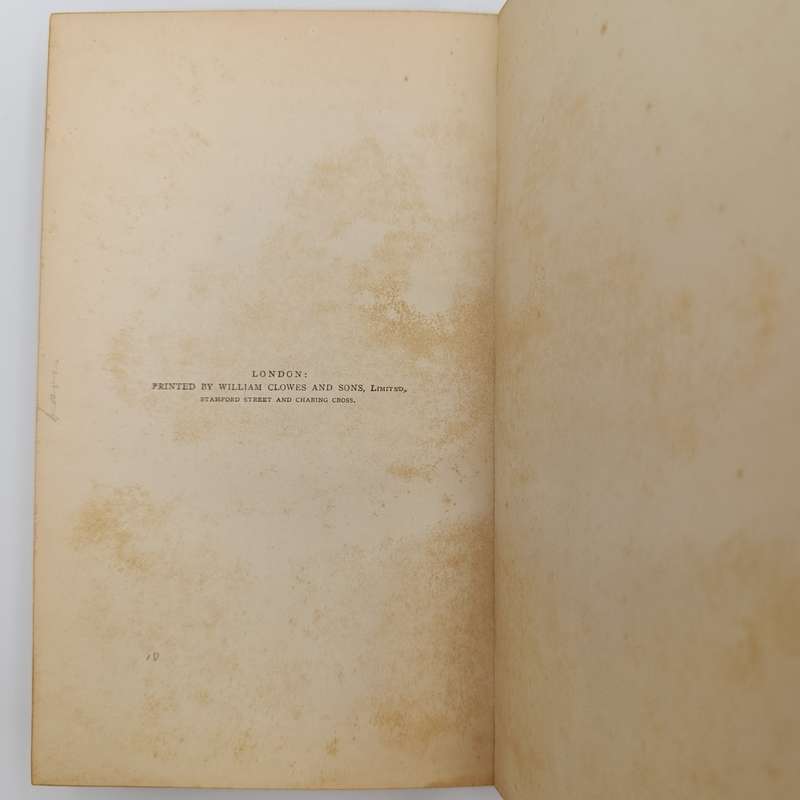 LONDON:
PRINTED BY WILLIAM CLOWES AND SONS, LIMITED,
STAMFORD STREET AND CHARING CROSS.